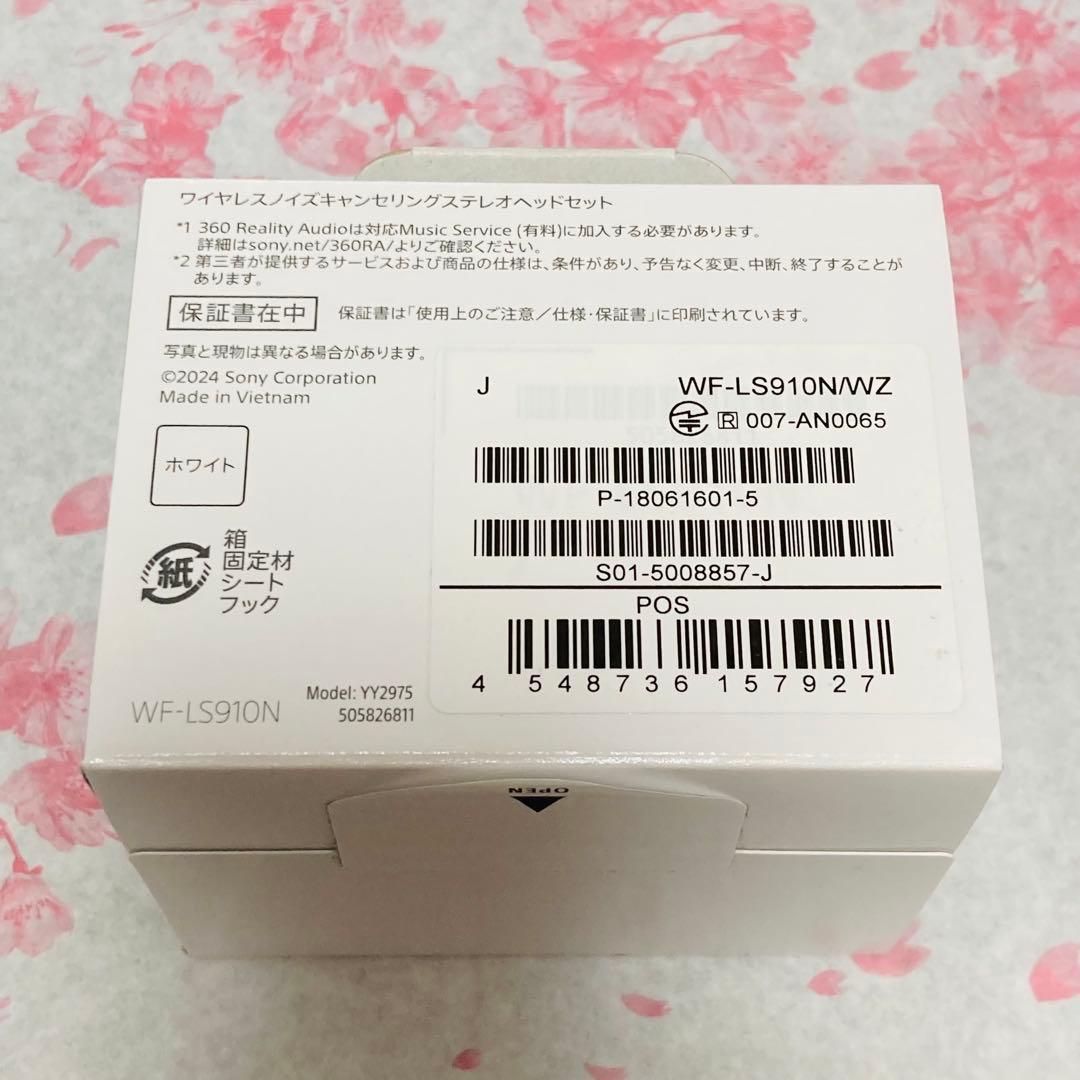 ワイヤレスノイズキャンセリングステレオヘッドセット
*1 360 Reality Audioは対応Music Service (有料)に加入する必要があります。
詳細はsony.net/360RA/よりご確認ください。
*2 第三者が提供するサービスおよび商品の仕様は、条件があり、予告なく変更、中断、終了することが
あります。
保証書在中 保証書は「使用上のご注意／仕様・保証書」に印刷されています。
写真と現物は異なる場合があります。
©2024 Sony Corporation
Made in Vietnam
ホワイト
紙
箱
固定材
シート
フック
WF-LS910N
Model: YY2975
505826811
J WF-LS910N/WZ
R 007-AN0065
P-18061601-5
S01-5008857-J
POS
4 548736 157927
OPEN